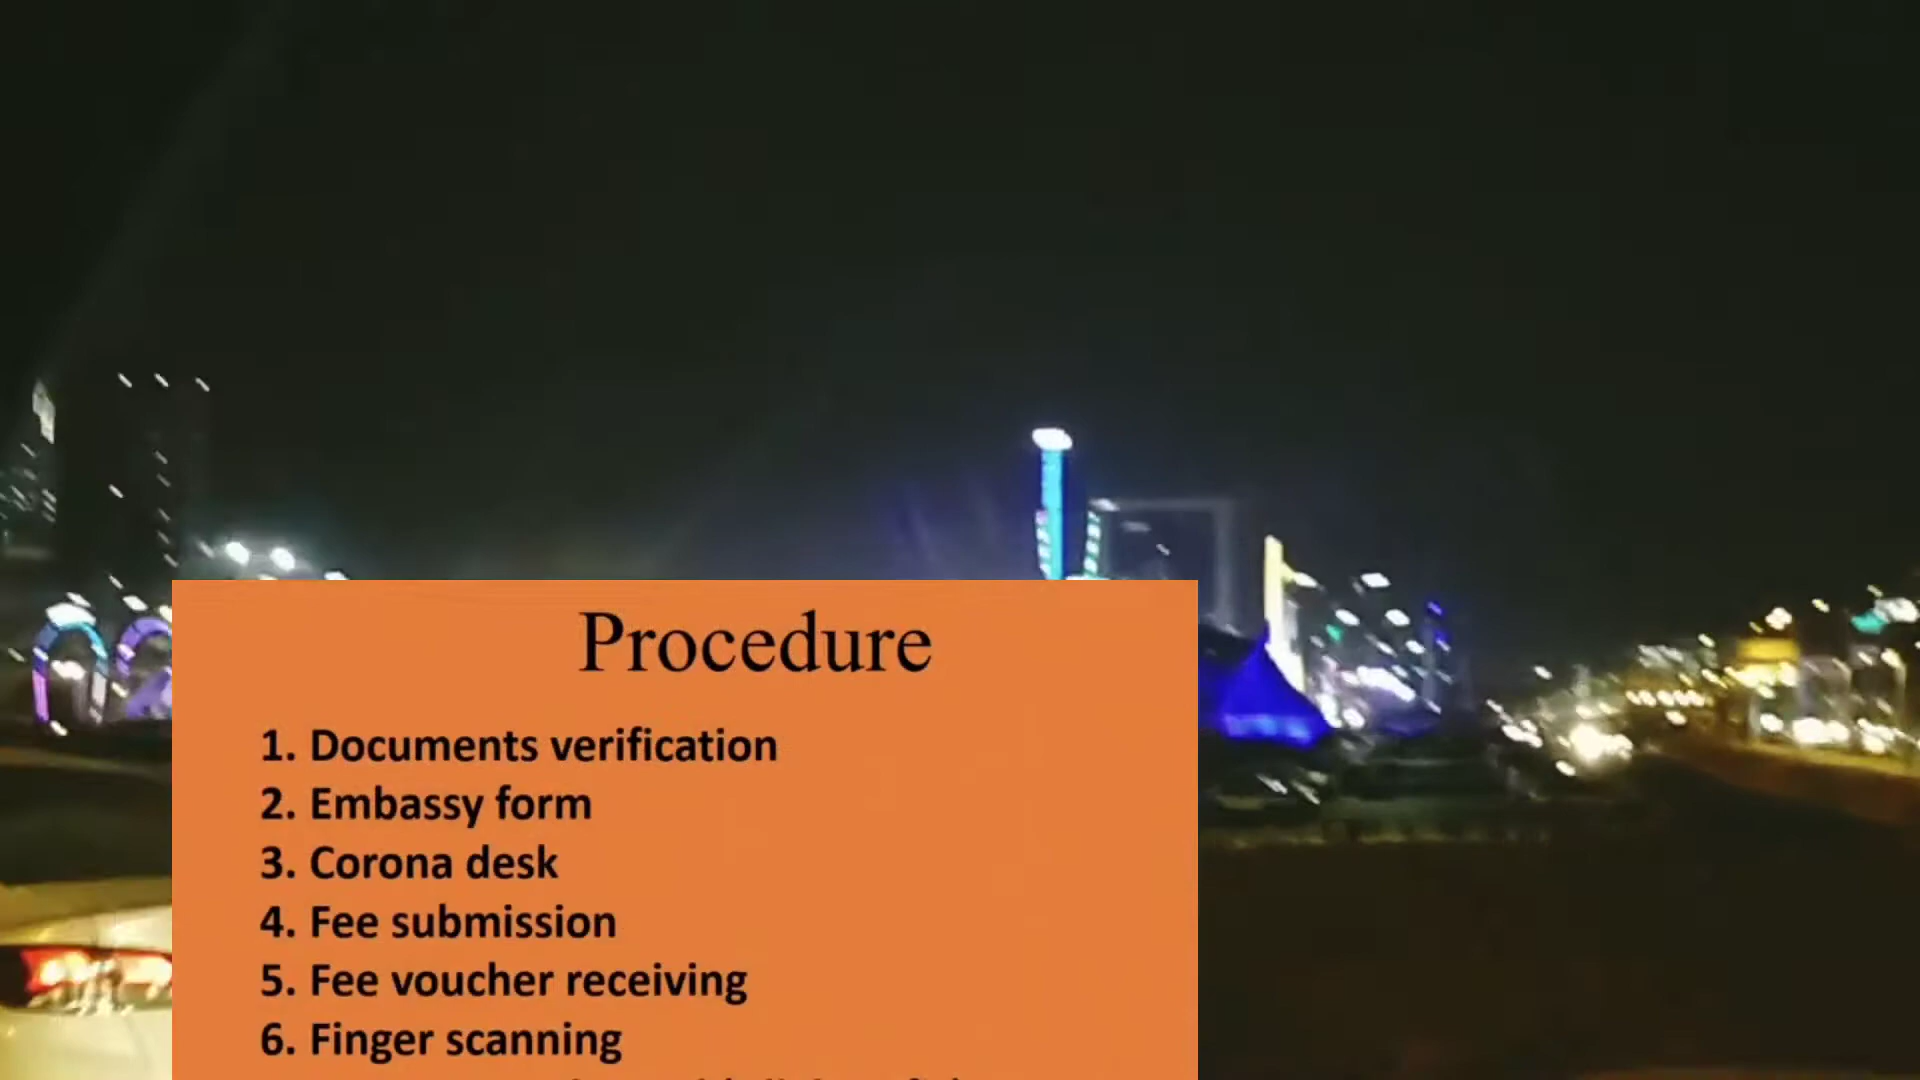 Procedure
1. Documents verification
2. Embassy form
3. Corona desk
4. Fee submission
5. Fee voucher receiving
6. Finger scanning